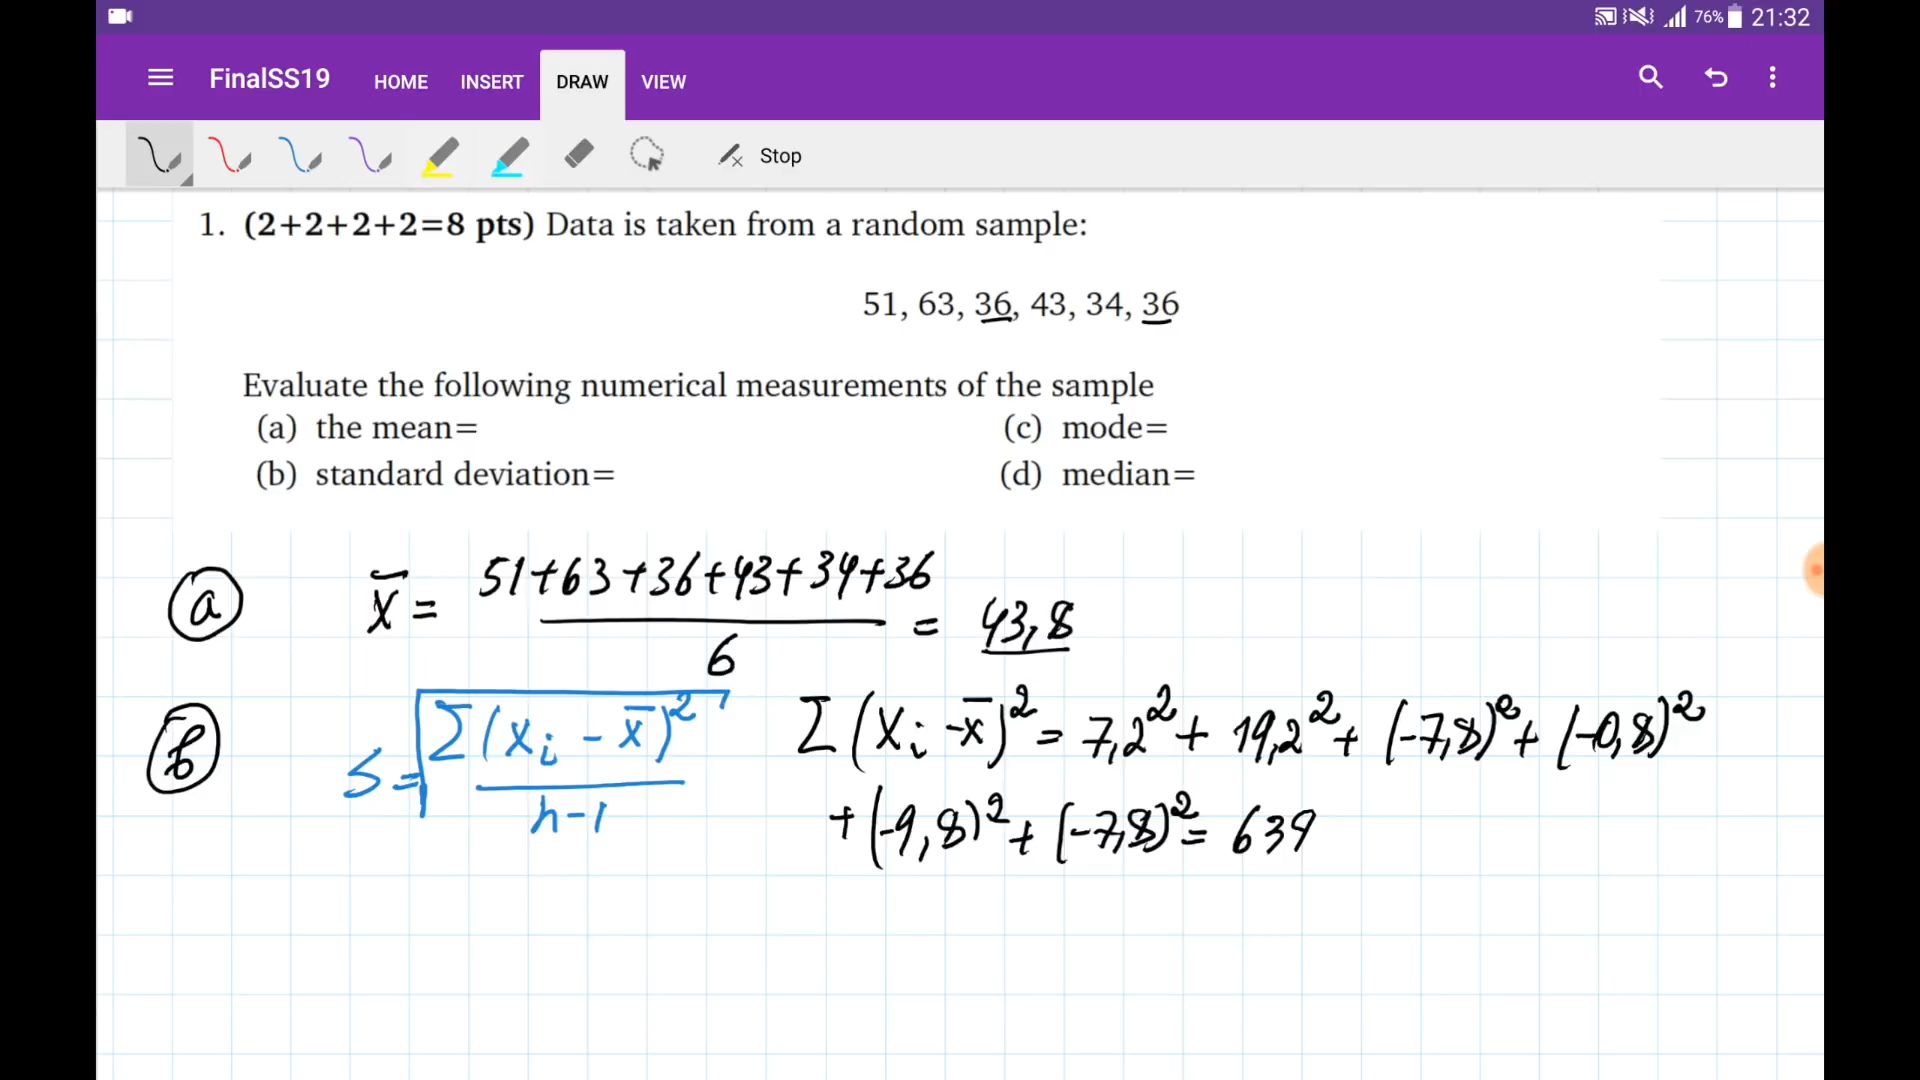 76% 21:32
FinalSS19 HOME INSERT DRAW VIEW
Stop
1. (2+2+2+2=8 pts) Data is taken from a random sample:
51, 63, 36, 43, 34, 36
Evaluate the following numerical measurements of the sample
(a) the mean= (c) mode=
(b) standard deviation= (d) median=
(a) x̄ = (51+63+36+43+34+36)/6 = 43,8
(b) S = √(Σ(xᵢ - x̄)²/(n-1)) Σ(xᵢ - x̄)² = 7,2² + 19,2² + (-7,8)² + (-0,8)²
+ (-9,8)² + (-7,8)² = 639